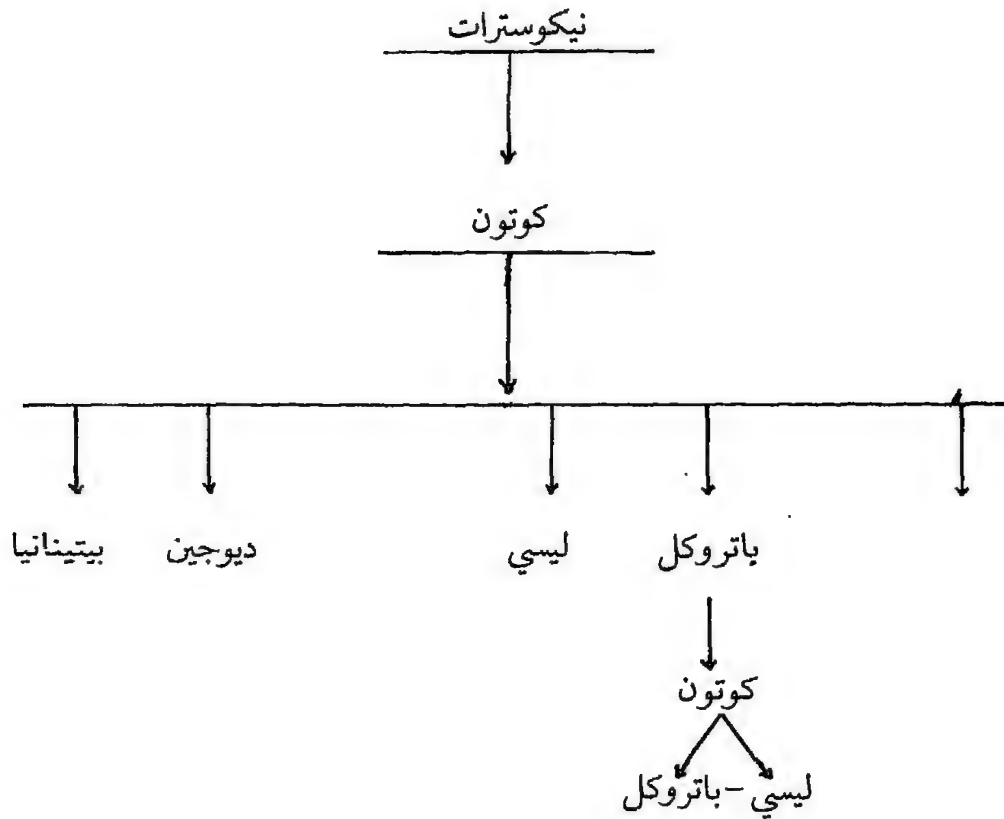 نيكوسترات
كوتون
باتروكل ليسي ديوجين بيتينانيا
كوتون
ليسي - باتروكل